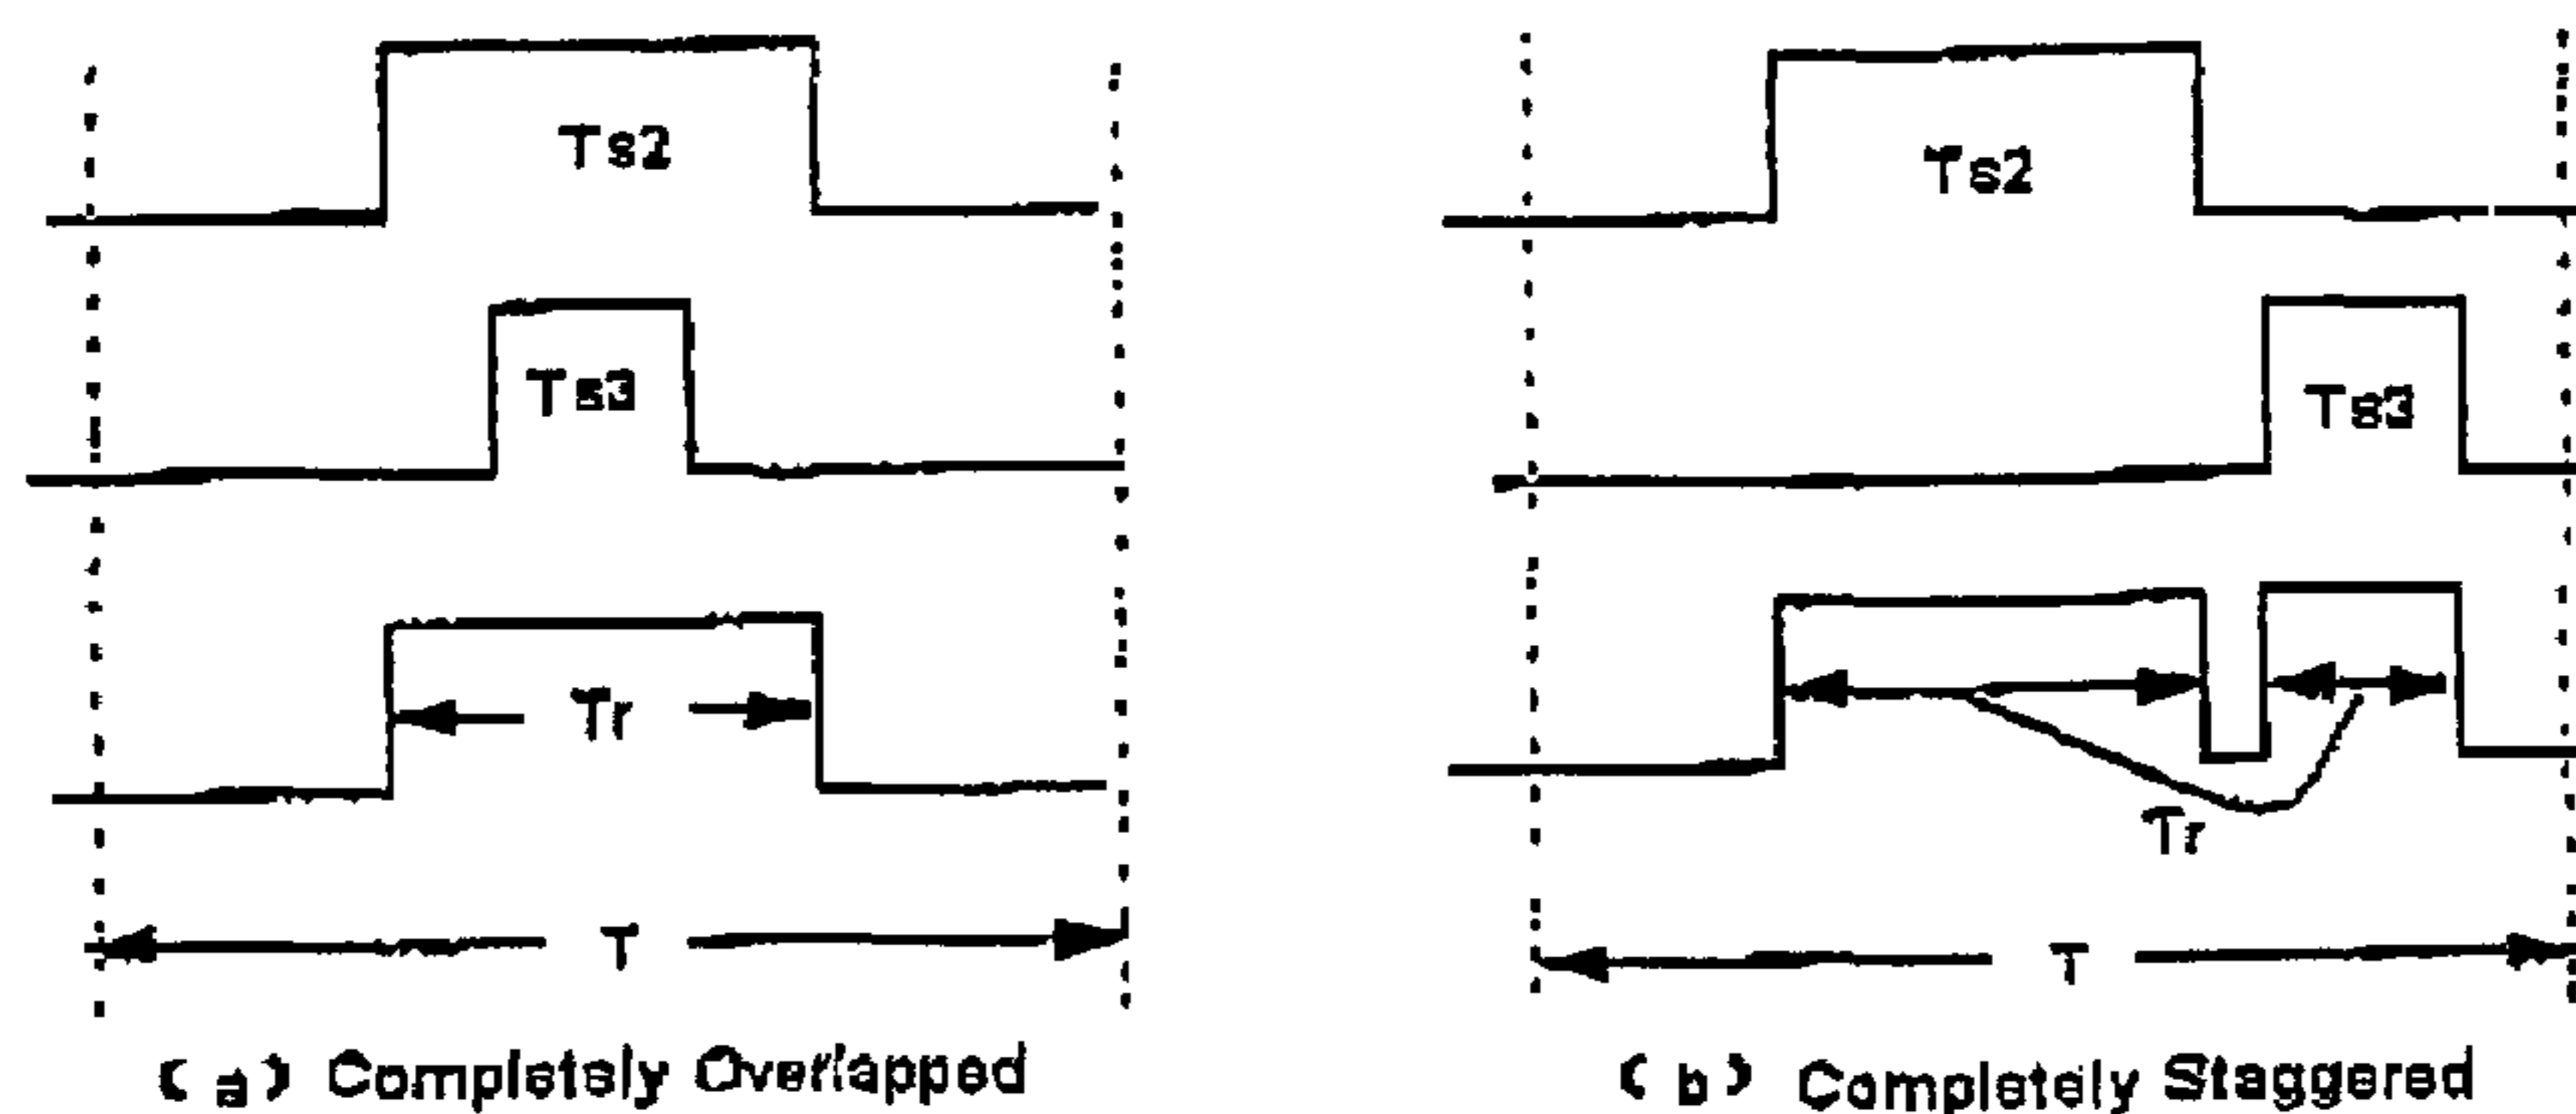 Ts2
Ts3
Tr
T
( a ) Completely Overlapped
Ts2
Ts3
Tr
T
( b ) Completely Staggered